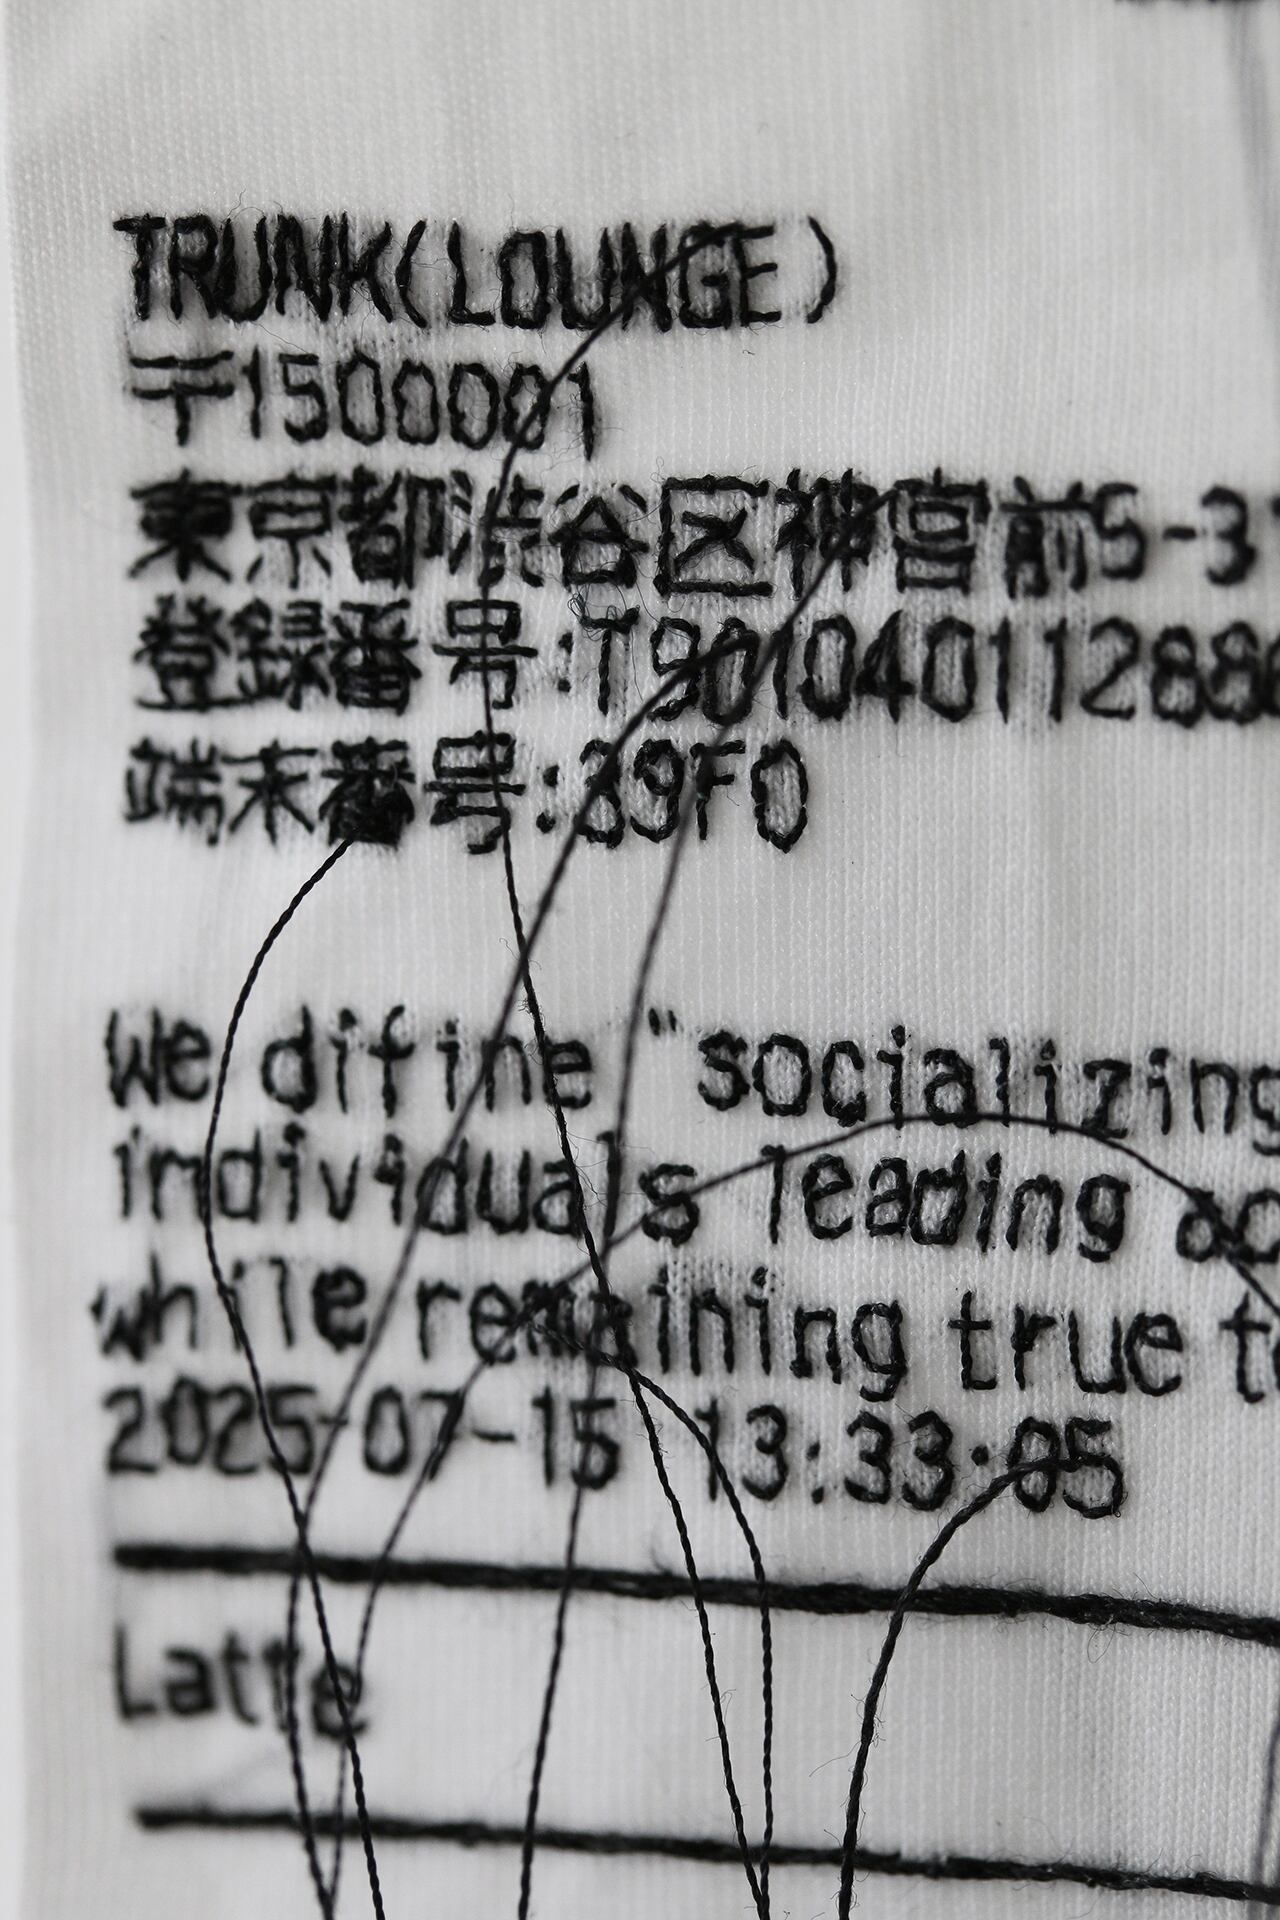 TRUNK(LOUNGE)
〒1500001
東京都渋谷区神宮前5-3
登録番号:T90104011288
端末番号:39F0
We difine "socializing
individuals leading
while remaining true
2025-07-15 13:33:05
Latte